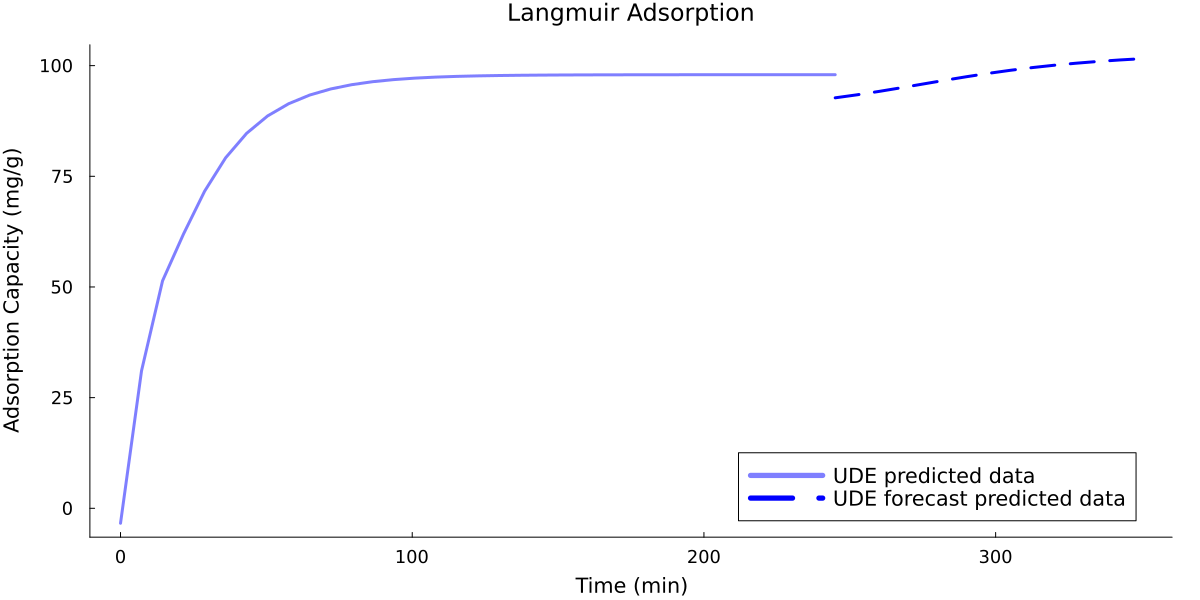 Langmuir Adsorption
Adsorption Capacity (mg/g)
100
75
50
25
0
0
100
200
300
Time (min)
UDE predicted data
UDE forecast predicted data